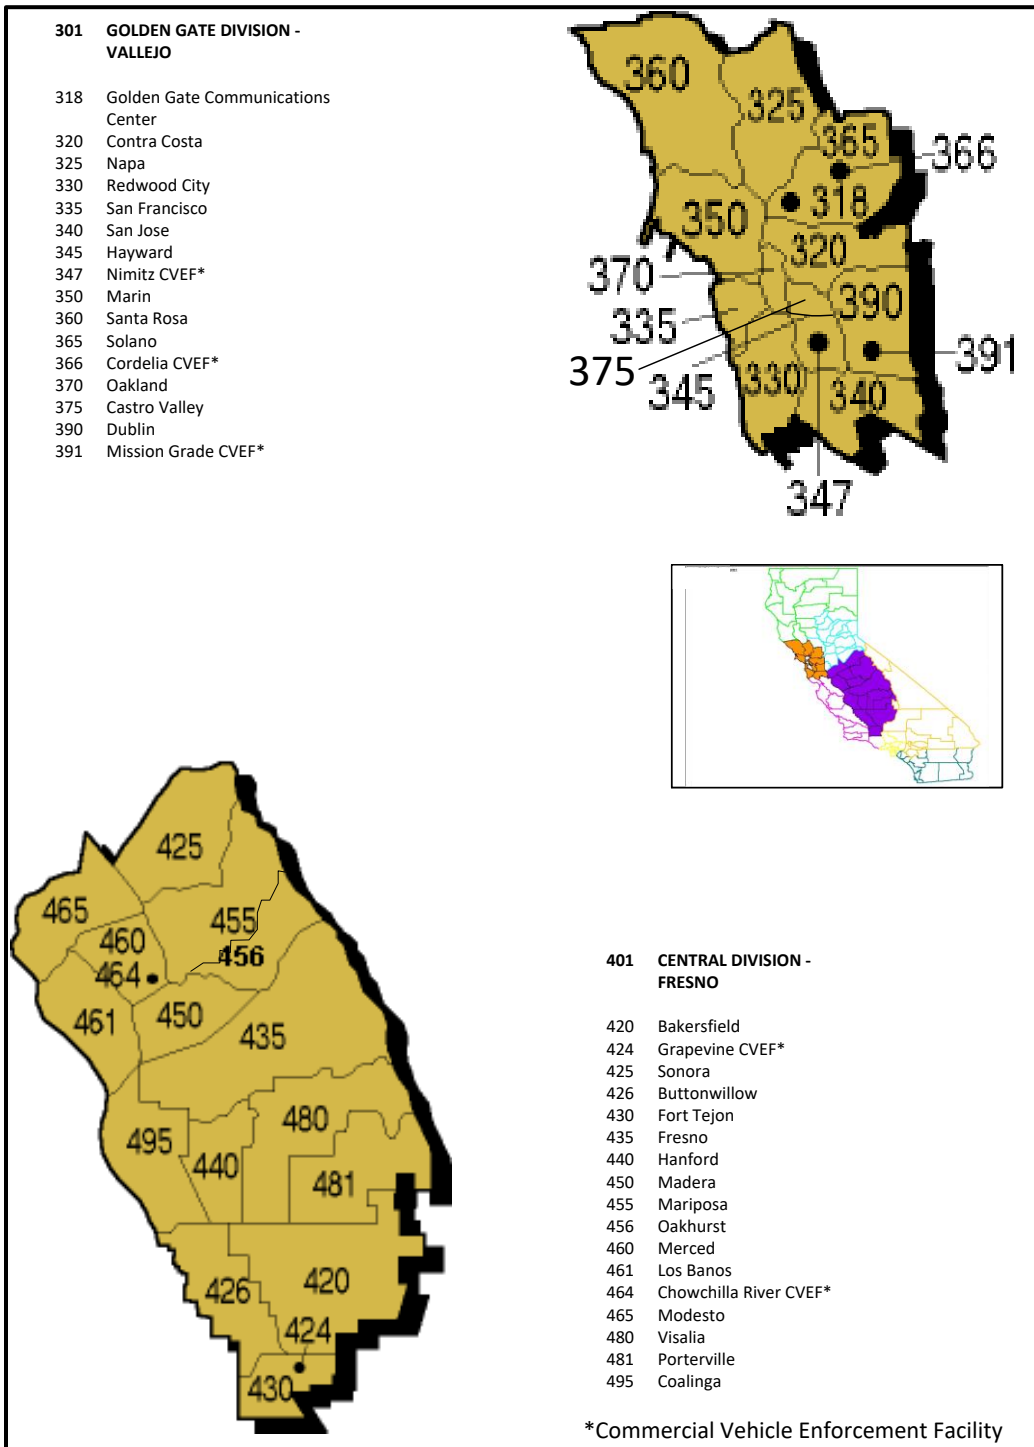 301 GOLDEN GATE DIVISION -
VALLEJO
318 Golden Gate Communications
Center
320 Contra Costa
325 Napa
330 Redwood City
335 San Francisco
340 San Jose
345 Hayward
347 Nimitz CVEF*
350 Marin
360 Santa Rosa
365 Solano
366 Cordelia CVEF*
370 Oakland
375 Castro Valley
390 Dublin
391 Mission Grade CVEF*
360
325
365
366
350
318
320
370
390
335
375
345
330
340
391
347
425
465
455
460
456
464
450
461
435
480
495
440
481
426
420
424
430
401 CENTRAL DIVISION -
FRESNO
420 Bakersfield
424 Grapevine CVEF*
425 Sonora
426 Buttonwillow
430 Fort Tejon
435 Fresno
440 Hanford
450 Madera
455 Mariposa
456 Oakhurst
460 Merced
461 Los Banos
464 Chowchilla River CVEF*
465 Modesto
480 Visalia
481 Porterville
495 Coalinga
*Commercial Vehicle Enforcement Facility